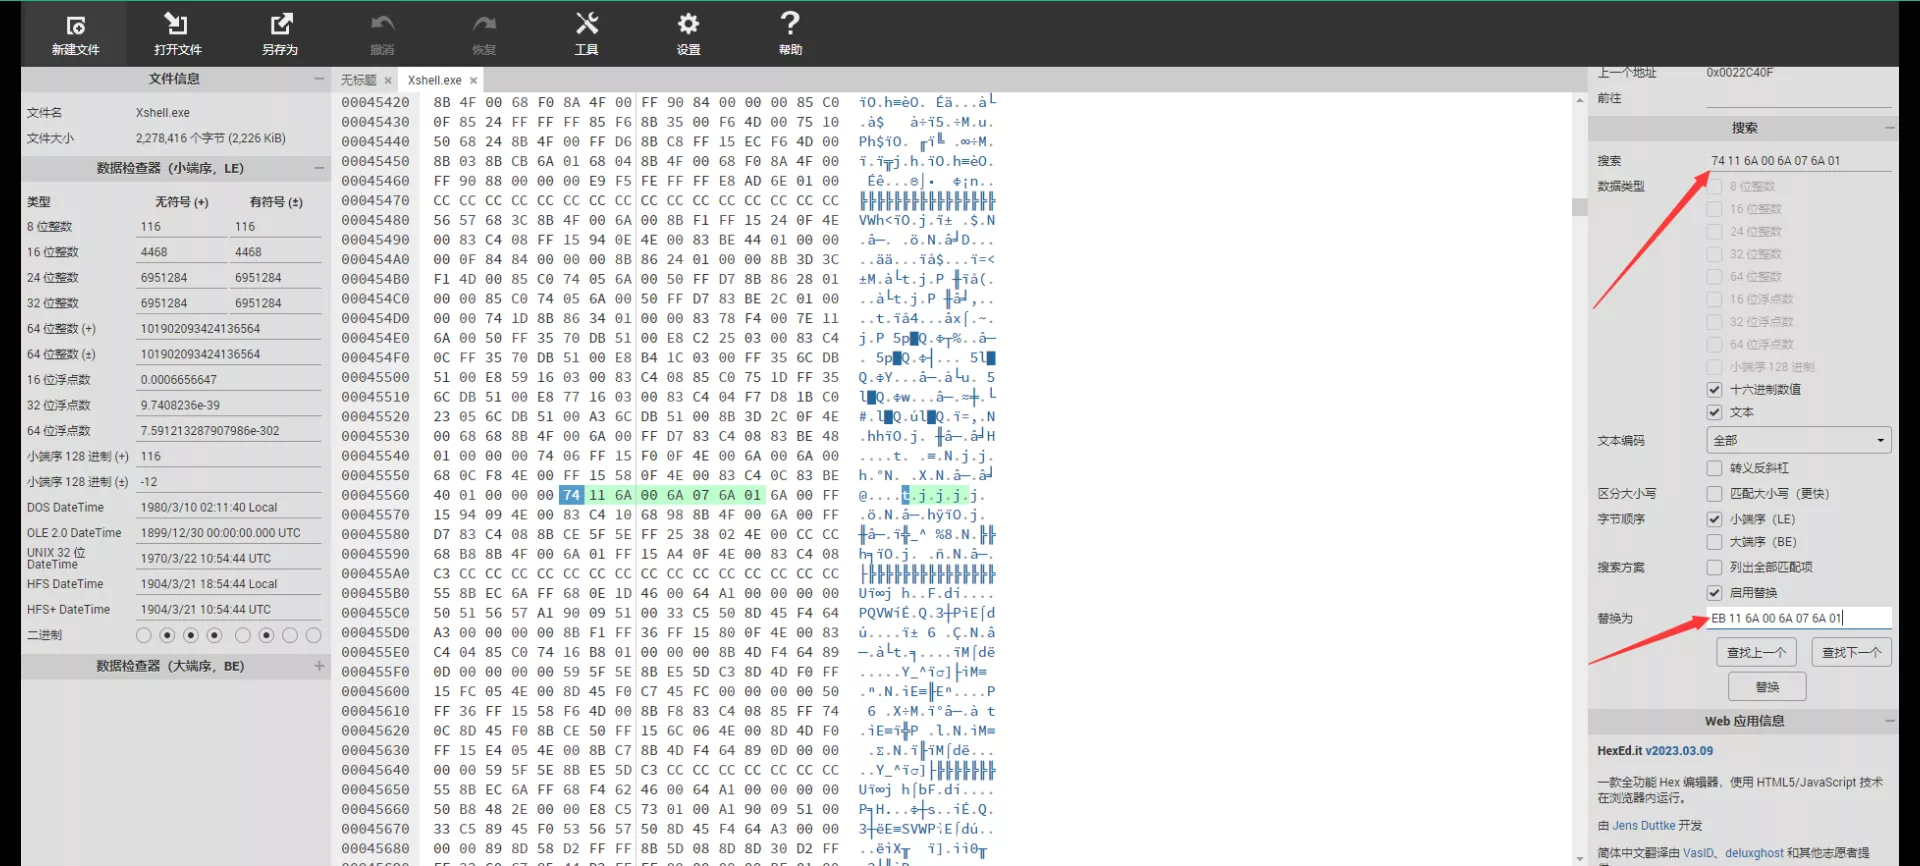 新建文件
打开文件
另存为
撤消
恢复
工具
设置
帮助
文件信息
文件名 Xshell.exe
文件大小 2,278,416 个字节 (2,226 KiB)
数据检查器（小端序, LE）
类型 无符号 (+) 有符号 (±)
8 位整数 116 116
16 位整数 4468 4468
24 位整数 6951284 6951284
32 位整数 6951284 6951284
64 位整数 (+) 101902093424136564
64 位整数 (±) 101902093424136564
16 位浮点数 0.0006656647
32 位浮点数 9.7408236e-39
64 位浮点数 7.591213287907986e-302
小端序 128 进制 (+) 116
小端序 128 进制 (±) -12
DOS DateTime 1980/3/10 02:11:40 Local
OLE 2.0 DateTime 1899/12/30 00:00:00.000 UTC
UNIX 32 位 DateTime 1970/3/22 10:54:44 UTC
HFS DateTime 1904/3/21 18:54:44 Local
HFS+ DateTime 1904/3/21 10:54:44 UTC
二进制
数据检查器（大端序, BE）
无标题 Xshell.exe
00045420 8B 4F 00 68 F0 8A 4F 00 FF 90 84 00 00 00 85 C0
00045430 0F 85 24 FF FF FF 85 F6 8B 35 00 F6 4D 00 75 10
00045440 50 68 24 8B 4F 00 FF D6 8B C8 FF 15 EC F6 4D 00
00045450 8B 03 8B CB 6A 01 68 04 8B 4F 00 68 F0 8A 4F 00
00045460 FF 90 88 00 00 00 E9 F5 FE FF FF E8 AD 6E 01 00
00045470 CC CC CC CC CC CC CC CC CC CC CC CC CC CC CC CC
00045480 56 57 68 3C 8B 4F 00 6A 00 8B F1 FF 15 24 0F 4E
00045490 00 83 C4 08 FF 15 94 0E 4E 00 83 BE 44 01 00 00
000454A0 00 0F 84 84 00 00 00 8B 86 24 01 00 00 8B 3D 3C
000454B0 F1 4D 00 85 C0 74 05 6A 00 50 FF D7 8B 86 28 01
000454C0 00 00 85 C0 74 05 6A 00 50 FF D7 83 BE 2C 01 00
000454D0 00 00 74 1D 8B 86 34 01 00 00 83 78 F4 00 7E 11
000454E0 6A 00 50 FF 35 70 DB 51 00 E8 C2 25 03 00 83 C4
000454F0 0C FF 35 70 DB 51 00 E8 B4 1C 03 00 FF 35 6C DB
00045500 51 00 E8 59 16 03 00 83 C4 08 85 C0 75 1D FF 35
00045510 6C DB 51 00 E8 77 16 03 00 83 C4 04 F7 D8 1B C0
00045520 23 05 6C DB 51 00 A3 6C DB 51 00 8B 3D 2C 0F 4E
00045530 00 68 68 8B 4F 00 6A 00 FF D7 83 C4 08 83 BE 48
00045540 01 00 00 00 74 06 FF 15 F0 0F 4E 00 6A 00 6A 00
00045550 68 0C F8 4E 00 FF 15 58 0F 4E 00 83 C4 0C 83 BE
00045560 40 01 00 00 00 74 11 6A 00 6A 07 6A 01 6A 00 FF
00045570 15 94 09 4E 00 83 C4 10 68 98 8B 4F 00 6A 00 FF
00045580 D7 83 C4 08 8B CE 5F 5E FF 25 38 02 4E 00 CC CC
00045590 68 B8 8B 4F 00 6A 01 FF 15 A4 0F 4E 00 83 C4 08
000455A0 C3 CC CC CC CC CC CC CC CC CC CC CC CC CC CC CC
000455B0 55 8B EC 6A FF 68 0E 1D 46 00 64 A1 00 00 00 00
000455C0 50 51 56 57 A1 90 09 51 00 33 C5 50 8D 45 F4 64
000455D0 A3 00 00 00 00 8B F1 FF 36 FF 15 80 0F 4E 00 83
000455E0 C4 04 85 C0 74 16 B8 01 00 00 00 8B 4D F4 64 89
000455F0 0D 00 00 00 00 59 5F 5E 8B E5 5D C3 8D 4D F0 FF
00045600 15 FC 05 4E 00 8D 45 F0 C7 45 FC 00 00 00 00 50
00045610 FF 36 FF 15 58 F6 4D 00 8B F8 83 C4 08 85 FF 74
00045620 0C 8D 45 F0 8B CE 50 FF 15 6C 06 4E 00 8D 4D F0
00045630 FF 15 E4 05 4E 00 8B C7 8B 4D F4 64 89 0D 00 00
00045640 00 00 59 5F 5E 8B E5 5D C3 CC CC CC CC CC CC CC
00045650 55 8B EC 6A FF 68 F4 62 46 00 64 A1 00 00 00 00
00045660 50 B8 48 2E 00 00 E8 C5 73 01 00 A1 90 09 51 00
00045670 33 C5 89 45 F0 53 56 57 50 8D 45 F4 64 A3 00 00
00045680 00 00 89 8D 58 D2 FF FF 8B 5D 08 8D 8D 30 D2 FF
上一个地址 0x0022C40F
前往
搜索
搜索 74 11 6A 00 6A 07 6A 01
数据类型 8 位整数
16 位整数
24 位整数
32 位整数
64 位整数
16 位浮点数
32 位浮点数
64 位浮点数
小端序 128 进制
十六进制数值
文本
文本编码 全部
转义反斜杠
区分大小写 匹配大小写（更快）
字节顺序 小端序（LE）
大端序（BE）
搜索方案 列出全部匹配项
启用替换
替换为 EB 11 6A 00 6A 07 6A 01
查找上一个 查找下一个
替换
Web 应用信息
HexEd.it v2023.03.09
一款全功能 Hex 编辑器，使用 HTML5/JavaScript 技术
在浏览器内运行。
由 Jens Duttke 开发
简体中文翻译由 VasID、deluxghost 和其他志愿者提